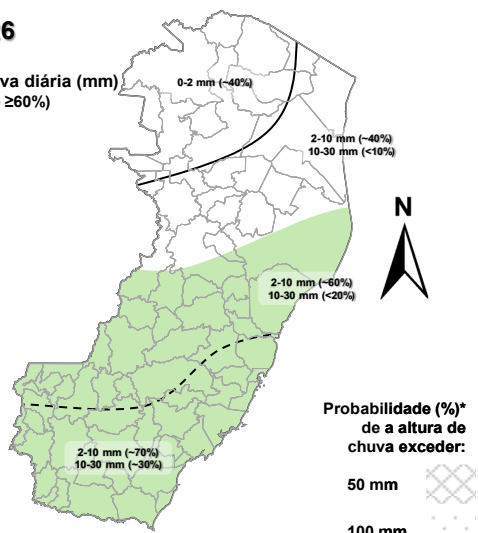 26
va diária (mm)
≥60%)
0-2 mm (~40%)
2-10 mm (~40%)
10-30 mm (<10%)
N
2-10 mm (~60%)
10-30 mm (<20%)
2-10 mm (~70%)
10-30 mm (~30%)
Probabilidade (%)*
de a altura de
chuva exceder:
50 mm
100 mm